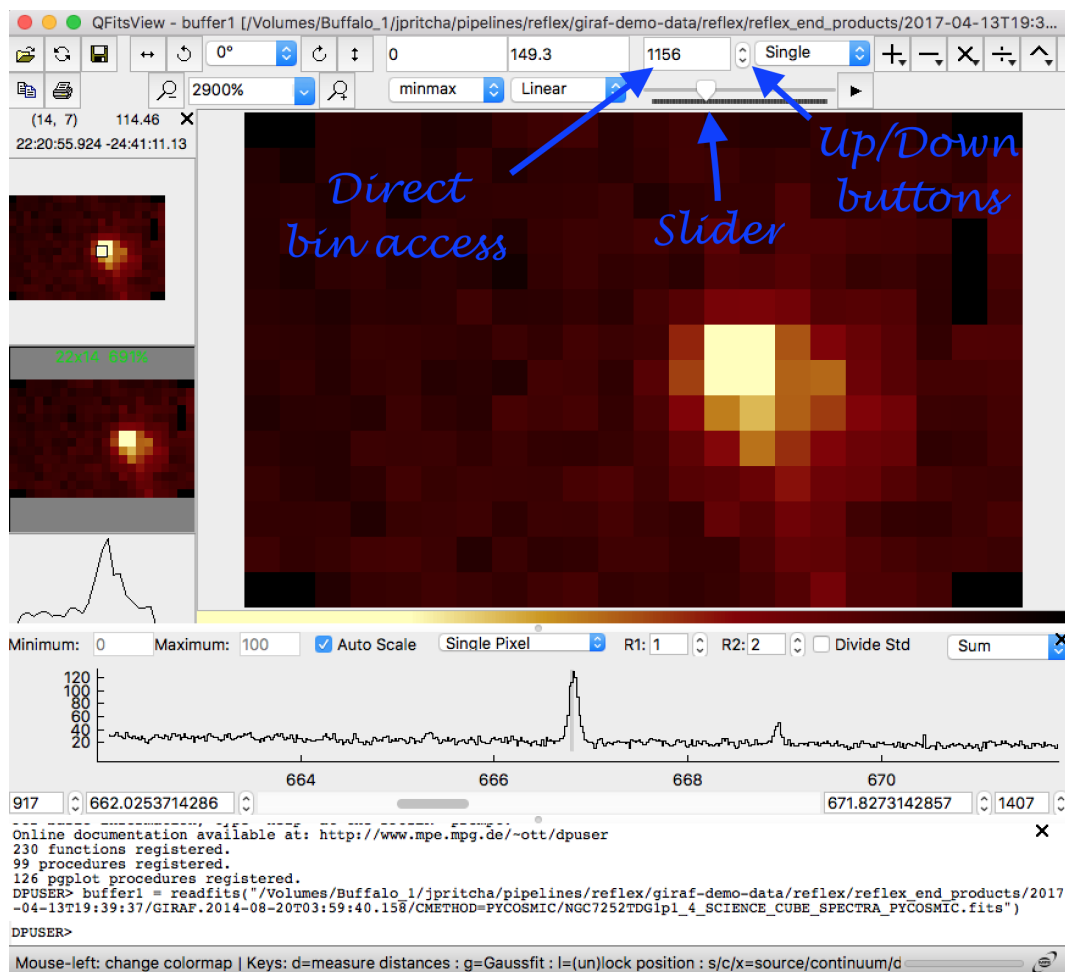 QFitsView - buffer1 [/Volumes/Buffalo_1/jpritcha/pipelines/reflex/giraf-demo-data/reflex/reflex_end_products/2017-04-13T19:3...
0° 0 149.3 1156 Single
2900% minmax Linear
(14, 7) 114.46
22:20:55.924 -24:41:11.13
Direct
bin access
Slider
Up/Down
buttons
22x14 691%
Minimum: 0 Maximum: 100 Auto Scale Single Pixel R1: 1 R2: 2 Divide Std Sum
120
100
80
60
40
20
664 666 668 670
917 662.0253714286 671.8273142857 1407
Online documentation available at: http://www.mpe.mpg.de/~ott/dpuser
230 functions registered.
99 procedures registered.
126 pgplot procedures registered.
DPUSER> buffer1 = readfits("/Volumes/Buffalo_1/jpritcha/pipelines/reflex/giraf-demo-data/reflex/reflex_end_products/2017
-04-13T19:39:37/GIRAF.2014-08-20T03:59:40.158/CMETHOD=PYCOSMIC/NGC7252TDG1p1_4_SCIENCE_CUBE_SPECTRA_PYCOSMIC.fits")
DPUSER>
Mouse-left: change colormap | Keys: d=measure distances : g=Gaussfit : l=(un)lock position : s/c/x=source/continuum/d